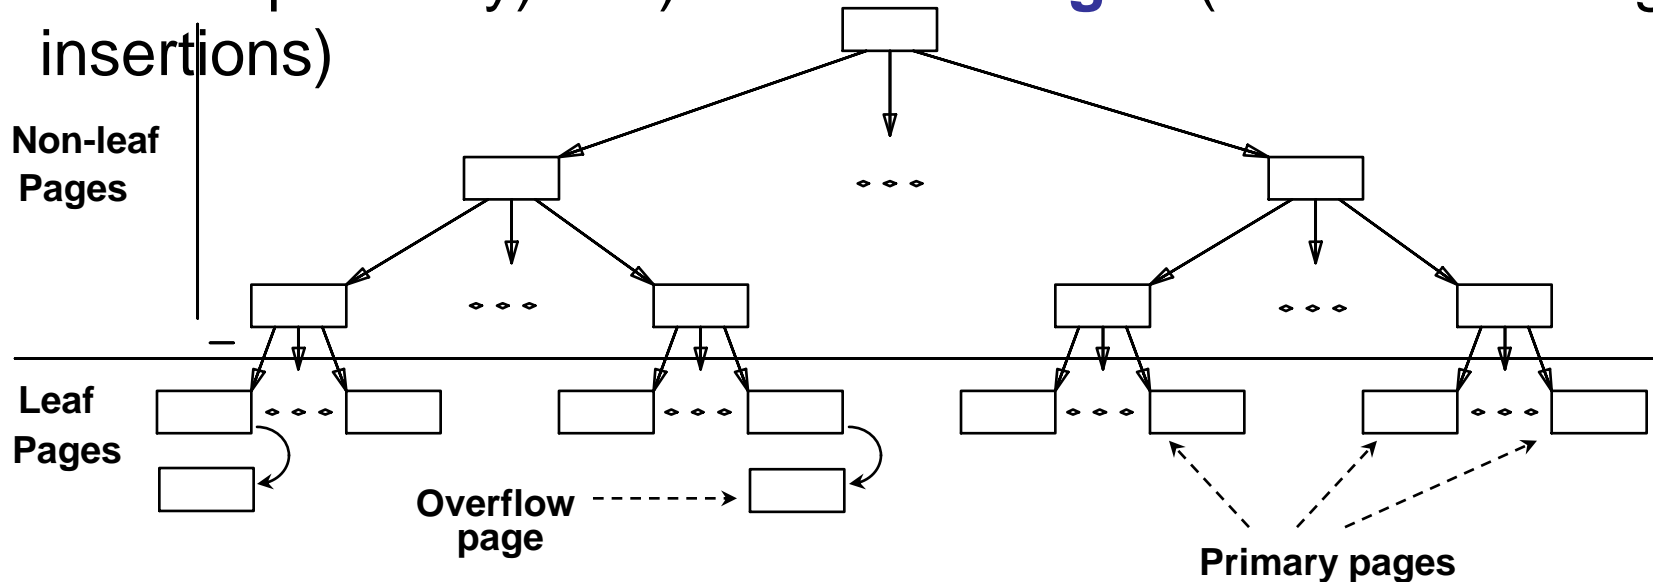 insertions)
Non-leaf
Pages
Leaf
Pages
Overflow
page
Primary pages